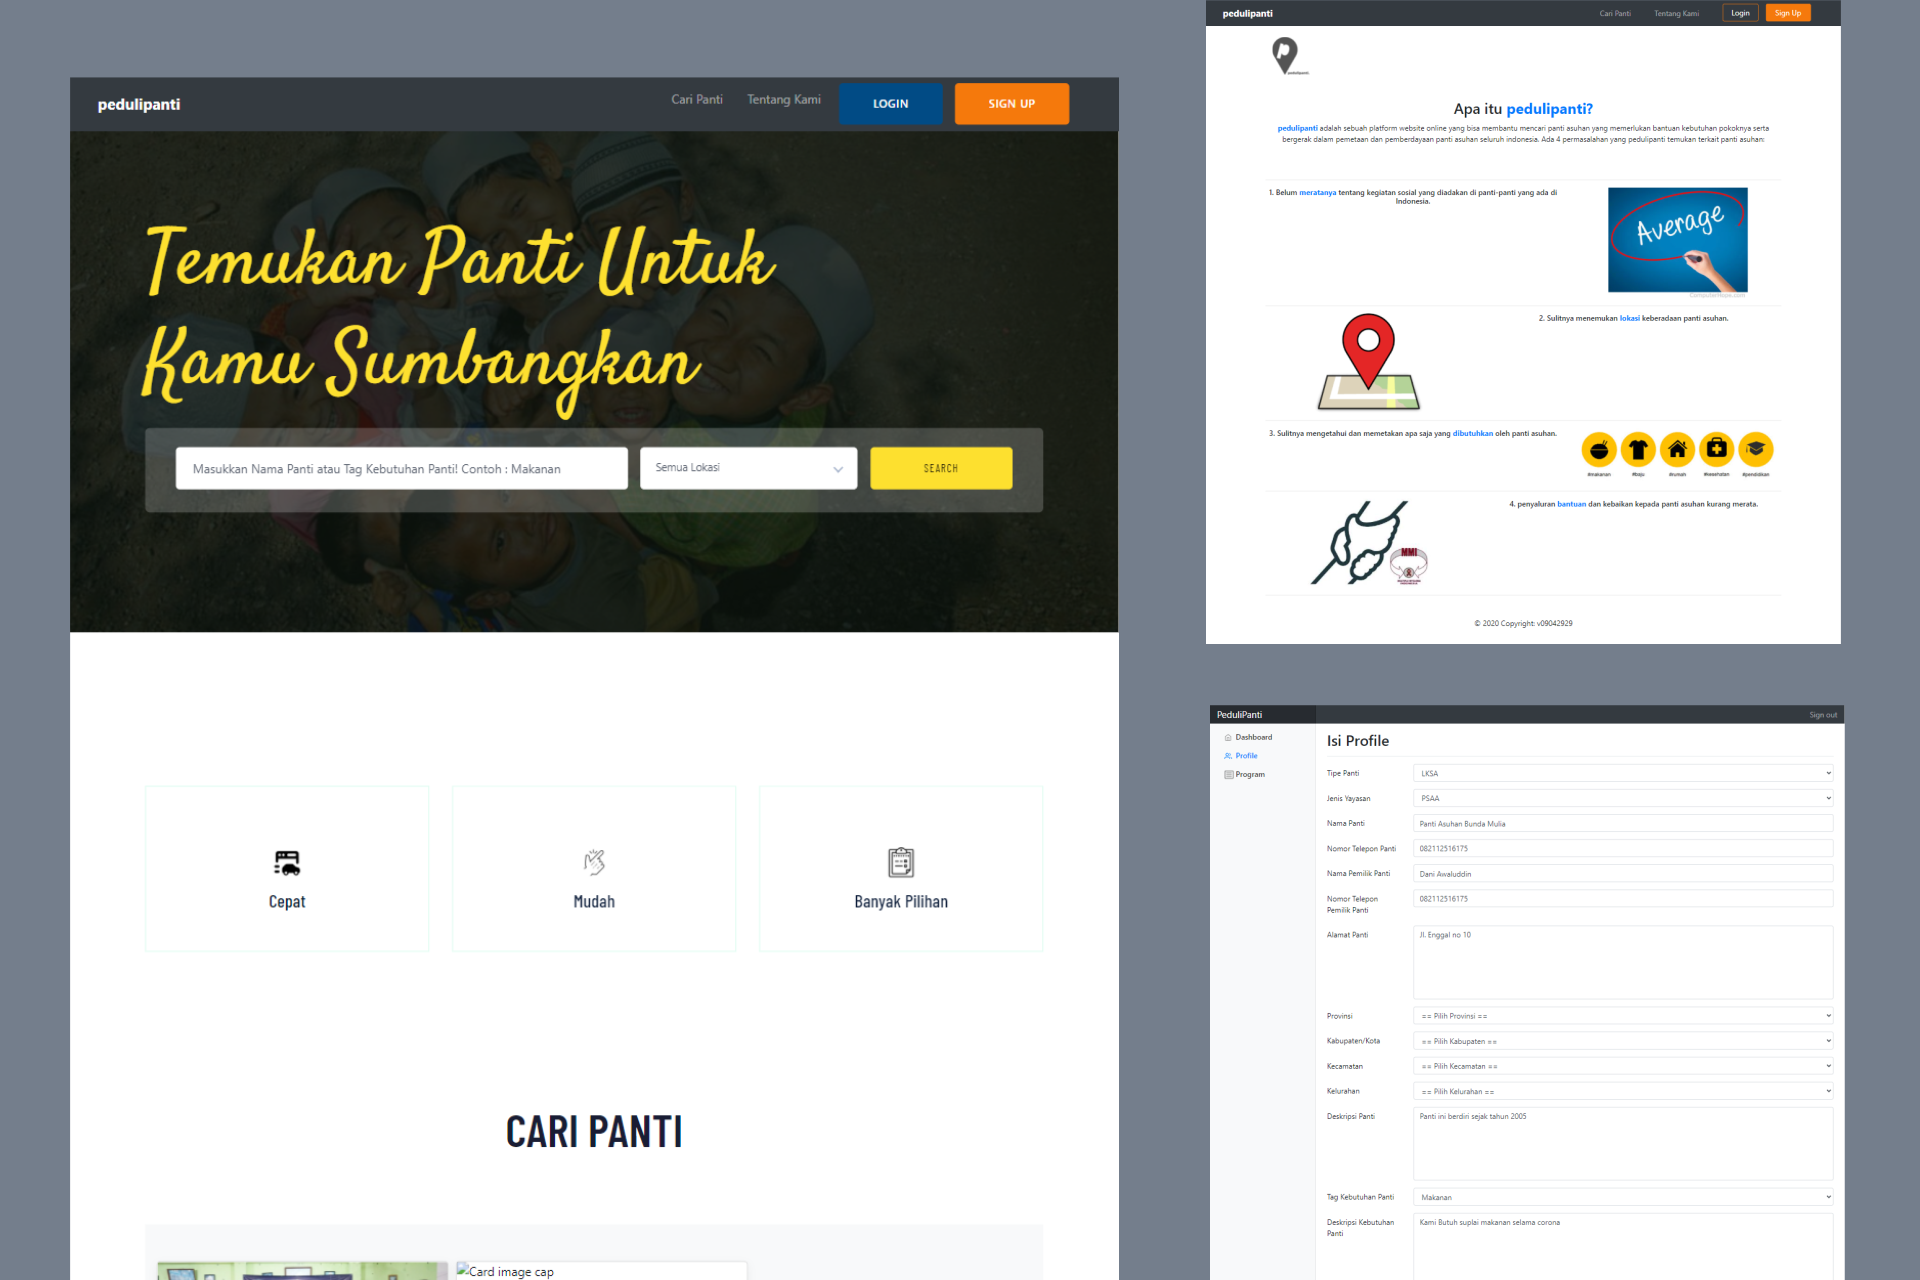 pedulipanti
Cari Panti
Tentang Kami
LOGIN
SIGN UP
Temukan Panti Untuk
Kamu Sumbangkan
Masukkan Nama Panti atau Tag Kebutuhan Panti! Contoh : Makanan
Semua Lokasi
SEARCH
Cepat
Mudah
Banyak Pilihan
CARI PANTI
Card image cap
pedulipanti
Cari Panti
Tentang Kami
Login
Sign Up
pedulipanti
Apa itu pedulipanti?
pedulipanti adalah sebuah platform website online yang bisa membantu mencari panti asuhan yang memerlukan bantuan kebutuhan pokoknya serta
bergerak dalam pemetaan dan pemberdayaan panti asuhan seluruh indonesia. Ada 4 permasalahan yang pedulipanti temukan terkait panti asuhan:
1. Belum meratanya tentang kegiatan sosial yang diadakan di panti-panti yang ada di
Indonesia.
Average
ComputerHope.com
2. Sulitnya menemukan lokasi keberadaan panti asuhan.
3. Sulitnya mengetahui dan memetakan apa saja yang dibutuhkan oleh panti asuhan.
#makanan
#baju
#rumah
#kesehatan
#pendidikan
4. penyaluran bantuan dan kebaikan kepada panti asuhan kurang merata.
MMI
© 2020 Copyright: v09042929
PeduliPanti
Sign out
Dashboard
Profile
Program
Isi Profile
Tipe Panti
LKSA
Jenis Yayasan
PSAA
Nama Panti
Panti Asuhan Bunda Mulia
Nomor Telepon Panti
082112516175
Nama Pemilik Panti
Dani Awaluddin
Nomor Telepon
Pemilik Panti
082112516175
Alamat Panti
Jl. Enggal no 10
Provinsi
== Pilih Provinsi ==
Kabupaten/Kota
== Pilih Kabupaten ==
Kecamatan
== Pilih Kecamatan ==
Kelurahan
== Pilih Kelurahan ==
Deskripsi Panti
Panti ini berdiri sejak tahun 2005
Tag Kebutuhan Panti
Makanan
Deskripsi Kebutuhan
Panti
Kami Butuh suplai makanan selama corona